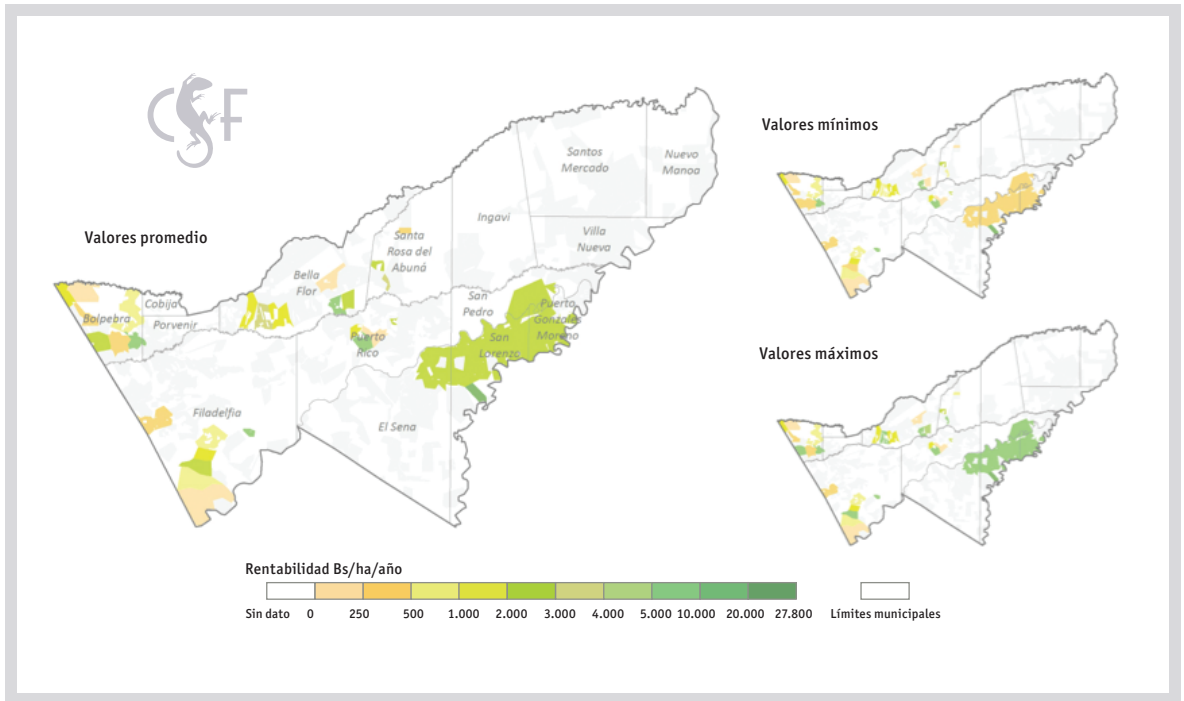 CSF
Valores promedio
Valores mínimos
Valores máximos
Santos
Mercado
Nuevo
Manoa
Ingavi
Villa
Nueva
Santa
Rosa del
Abuná
Bella
Flor
Cobija
Bolpebra
Porvenir
San
Pedro
Puerto
Gonzales
Moreno
Puerto
Rico
San
Lorenzo
Filadelfia
El Sena
Rentabilidad Bs/ha/año
Sin dato 0 250 500 1.000 2.000 3.000 4.000 5.000 10.000 20.000 27.800
Límites municipales